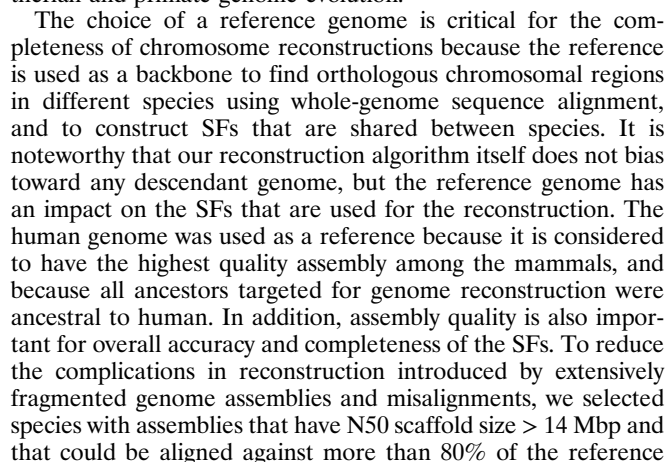 therian and primate genomic evolution.
The choice of a reference genome is critical for the com-
pleteness of chromosome reconstructions because the reference
is used as a backbone to find orthologous chromosomal regions
in different species using whole-genome sequence alignment,
and to construct SFs that are shared between species. It is
noteworthy that our reconstruction algorithm itself does not bias
toward any descendant genome, but the reference genome has
an impact on the SFs that are used for the reconstruction. The
human genome was used as a reference because it is considered
to have the highest quality assembly among the mammals, and
because all ancestors targeted for genome reconstruction were
ancestral to human. In addition, assembly quality is also impor-
tant for overall accuracy and completeness of the SFs. To reduce
the complications in reconstruction introduced by extensively
fragmented genome assemblies and misalignments, we selected
species with assemblies that have N50 scaffold size > 14 Mbp and
that could be aligned against more than 80% of the reference